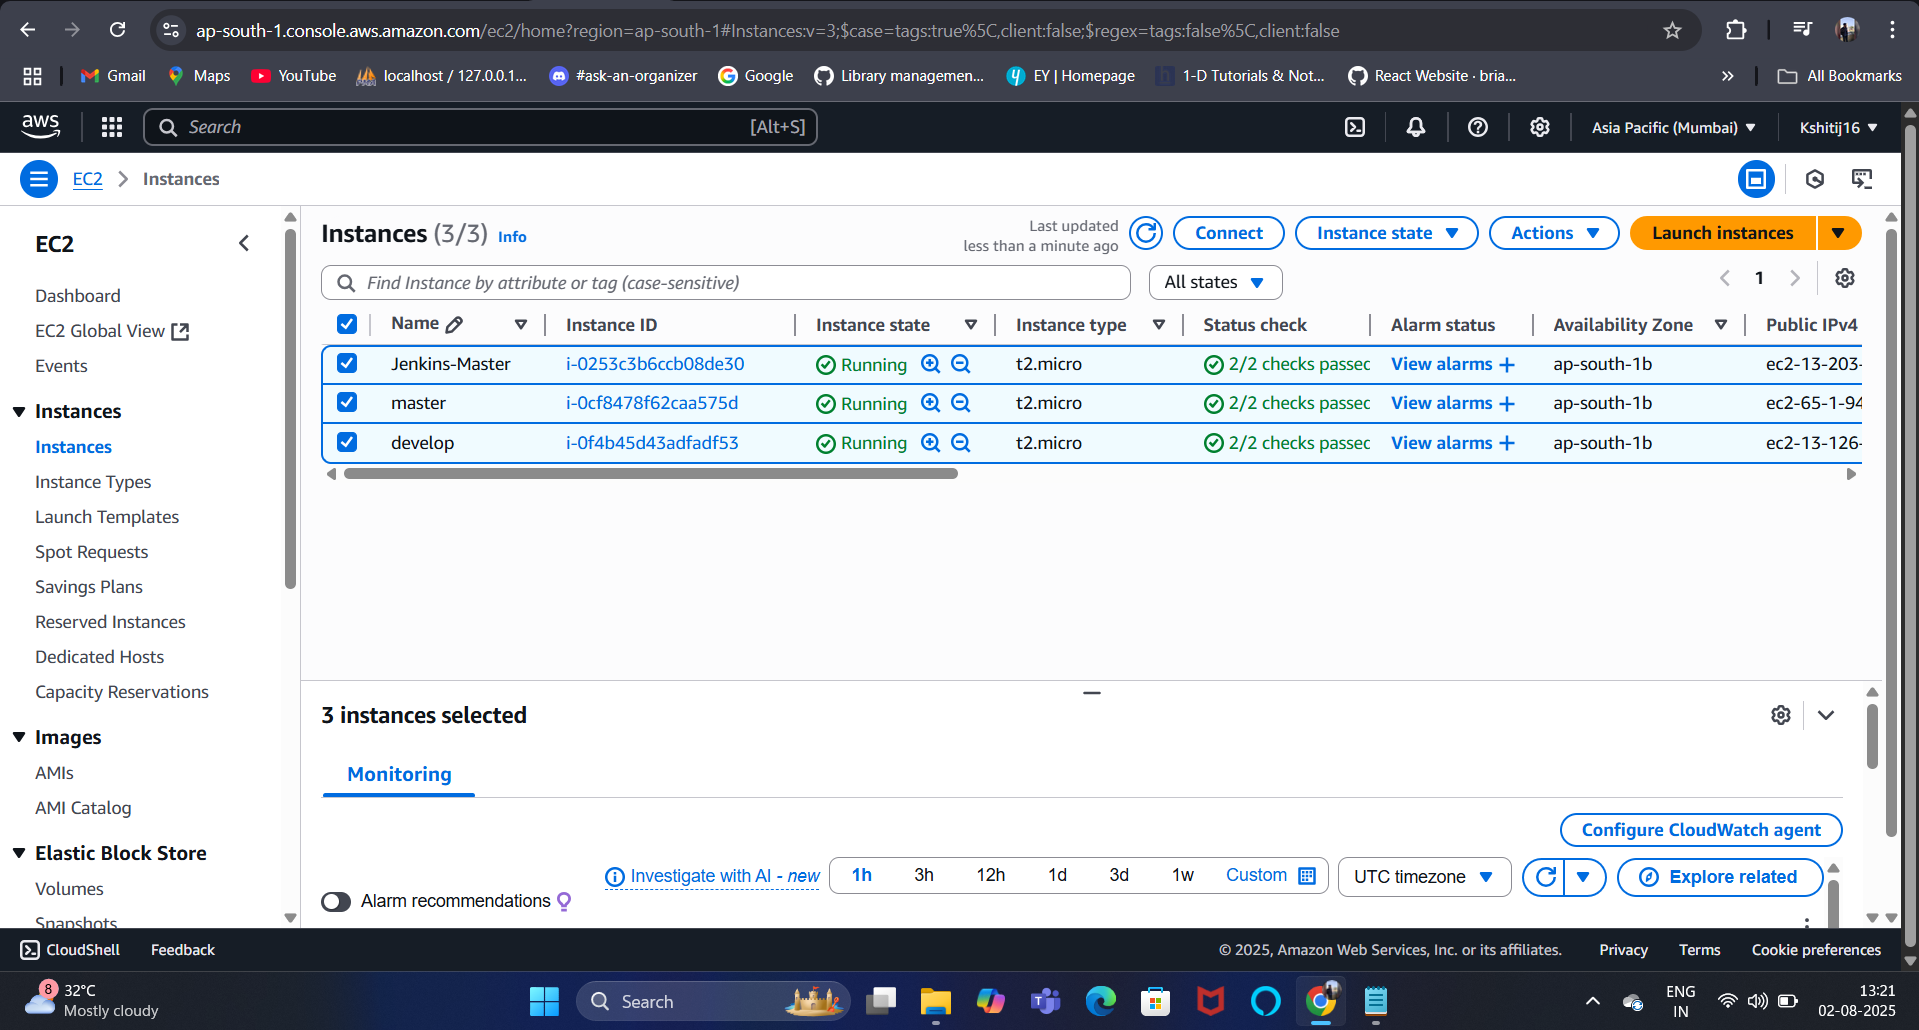 ap-south-1.console.aws.amazon.com/ec2/home?region=ap-south-1#Instances:v=3;$case=tags:true%5C,client:false;$regex=tags:false%5C,client:false
Gmail Maps YouTube localhost / 127.0.0.1... #ask-an-organizer Google Library managemen... EY | Homepage 1-D Tutorials & Not... React Website · bria... » All Bookmarks
aws Search [Alt+S] Asia Pacific (Mumbai) Kshitij16
EC2 Instances
EC2
Dashboard
EC2 Global View
Events
Instances
Instances
Instance Types
Launch Templates
Spot Requests
Savings Plans
Reserved Instances
Dedicated Hosts
Capacity Reservations
Images
AMIs
AMI Catalog
Elastic Block Store
Volumes
Snapshots
Instances (3/3) Info
Last updated
less than a minute ago
Connect Instance state Actions Launch instances
Find Instance by attribute or tag (case-sensitive) All states 1
Name Instance ID Instance state Instance type Status check Alarm status Availability Zone Public IPv4
Jenkins-Master i-0253c3b6ccb08de30 Running t2.micro 2/2 checks passec View alarms + ap-south-1b ec2-13-203-
master i-0cf8478f62caa575d Running t2.micro 2/2 checks passec View alarms + ap-south-1b ec2-65-1-94
develop i-0f4b45d43adfadf53 Running t2.micro 2/2 checks passec View alarms + ap-south-1b ec2-13-126-
3 instances selected
Monitoring
Configure CloudWatch agent
Investigate with AI - new 1h 3h 12h 1d 3d 1w Custom UTC timezone Explore related
Alarm recommendations
CloudShell Feedback © 2025, Amazon Web Services, Inc. or its affiliates. Privacy Terms Cookie preferences
8 32°C
Mostly cloudy
Search
ENG
IN
13:21
02-08-2025